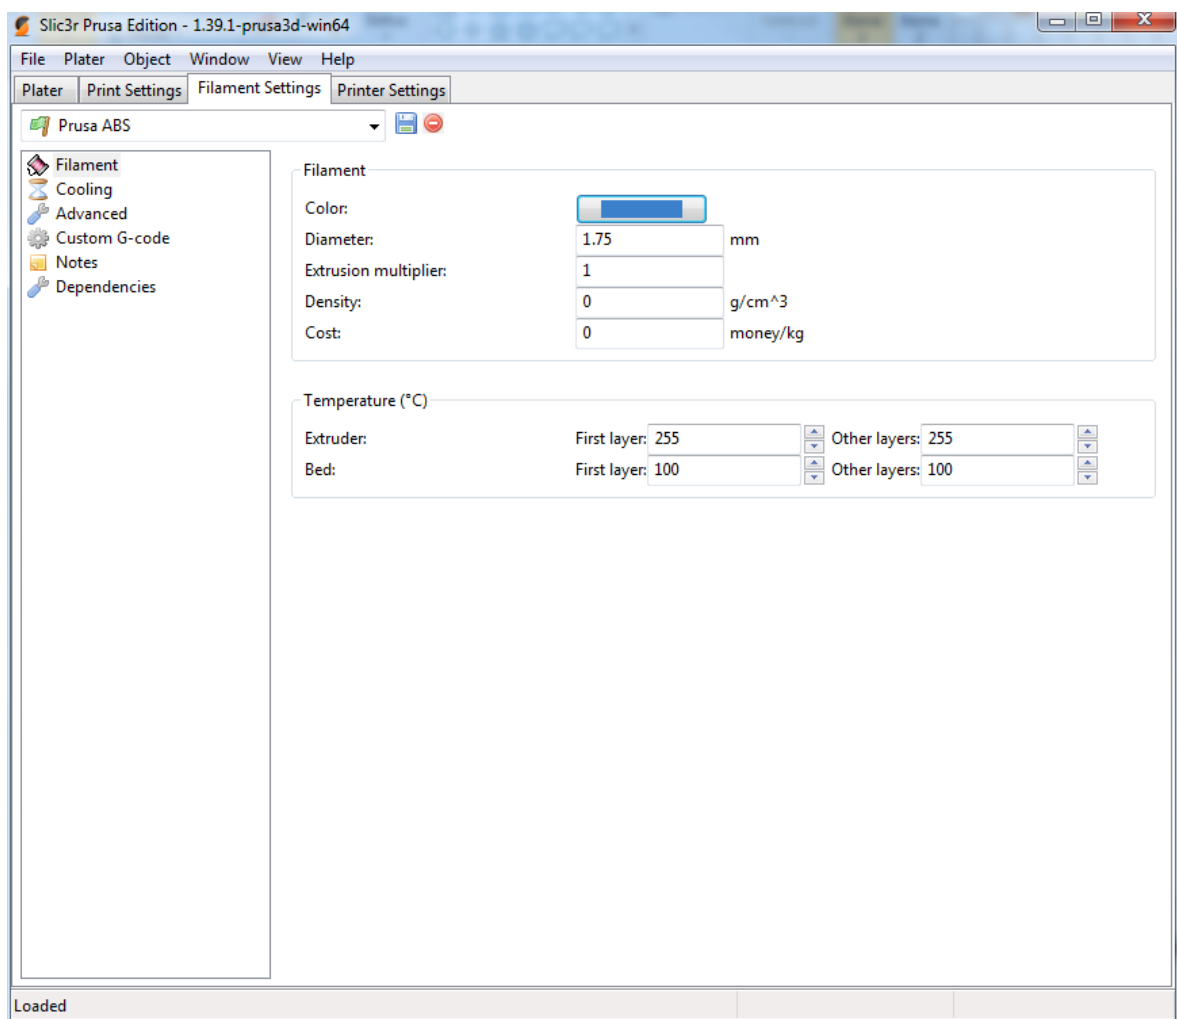 Slic3r Prusa Edition - 1.39.1-prusa3d-win64
File Plater Object Window View Help
Plater Print Settings Filament Settings Printer Settings
Prusa ABS
Filament
Cooling
Advanced
Custom G-code
Notes
Dependencies
Filament
Color:
Diameter: 1.75 mm
Extrusion multiplier: 1
Density: 0 g/cm^3
Cost: 0 money/kg
Temperature (°C)
Extruder: First layer: 255 Other layers: 255
Bed: First layer: 100 Other layers: 100
Loaded